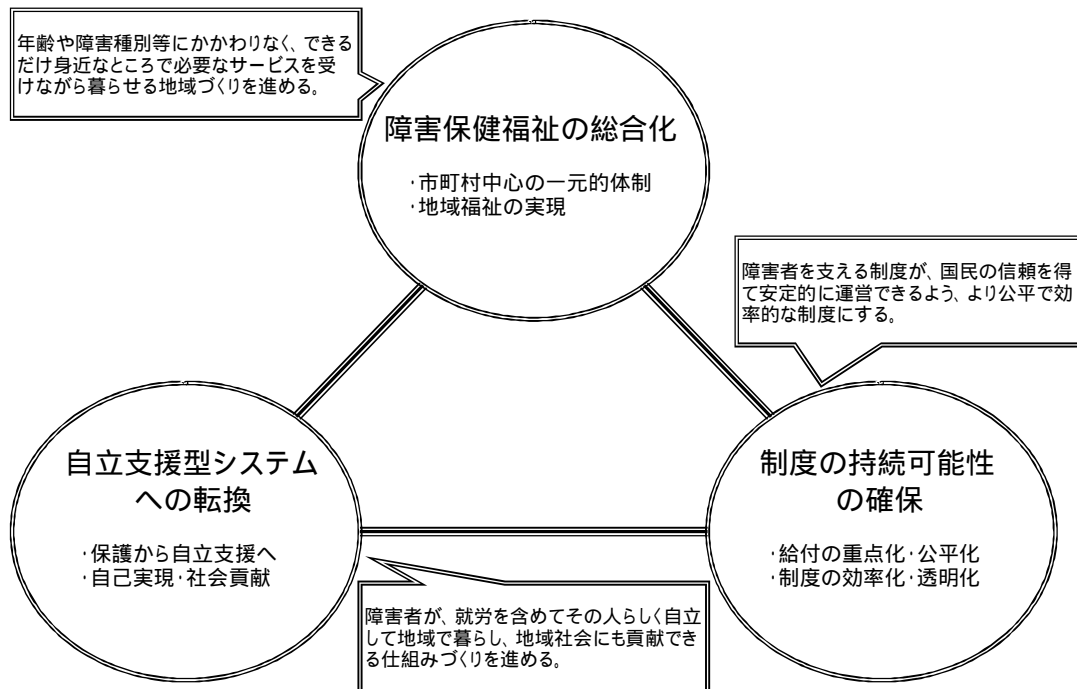 年齢や障害種別等にかかわりなく、できる
だけ身近なところで必要なサービスを受
けながら暮らせる地域づくりを進める。
障害保健福祉の総合化
・市町村中心の一元的体制
・地域福祉の実現
障害者を支える制度が、国民の信頼を得
て安定的に運営できるよう、より公平で効
率的な制度にする。
自立支援型システム
への転換
・保護から自立支援へ
・自己実現・社会貢献
制度の持続可能性
の確保
・給付の重点化・公平化
・制度の効率化・透明化
障害者が、就労を含めてその人らしく自立
して地域で暮らし、地域社会にも貢献でき
る仕組みづくりを進める。